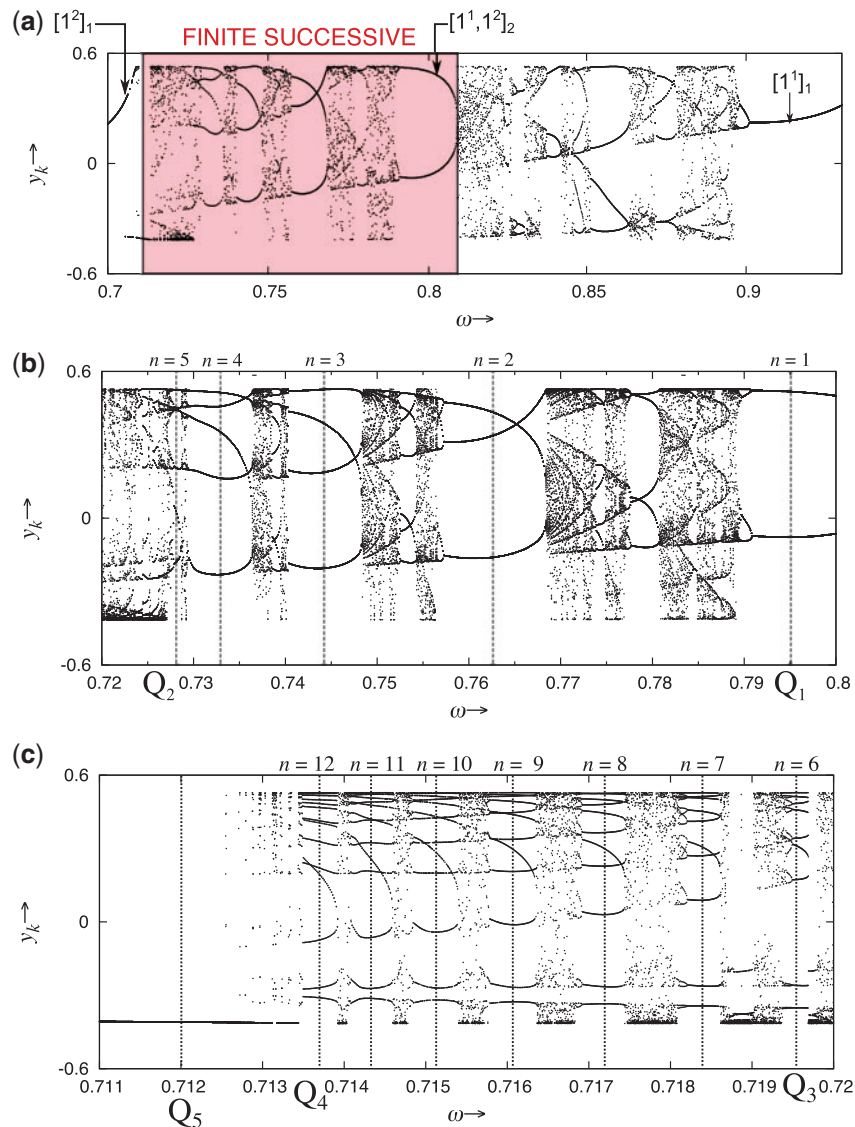 (a)
[1²]₁
FINITE SUCCESSIVE
[1¹,1²]₂
[1¹]₁
0.6
0
-0.6
yₖ→
0.7 0.75 0.8 0.85 0.9
ω→
(b)
n = 5 n = 4 n = 3 n = 2 n = 1
0.6
0
-0.6
yₖ→
0.72 0.73 0.74 0.75 0.76 0.77 0.78 0.79 0.8
Q₂ Q₁
ω→
(c)
n = 12 n = 11 n = 10 n = 9 n = 8 n = 7 n = 6
0.6
0
-0.6
yₖ→
0.711 0.712 0.713 0.714 0.715 0.716 0.717 0.718 0.719 0.72
Q₅ Q₄ Q₃
ω→